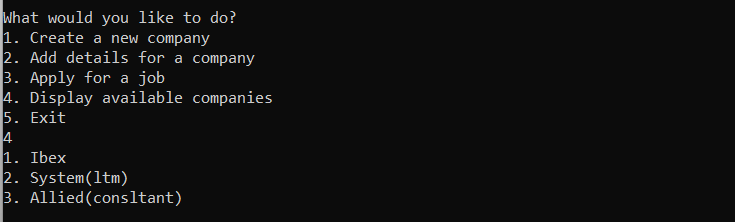 What would you like to do?
1. Create a new company
2. Add details for a company
3. Apply for a job
4. Display available companies
5. Exit
4
1. Ibex
2. System(ltm)
3. Allied(consltant)